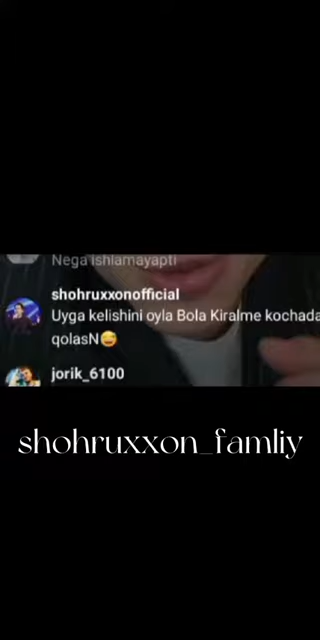 Nega Ishlamayapti
shohruxxonofficial
Uyga kelishini oyla Bola Kiralme kochada
qolasN😅
jorik_6100
shohruxxon_famliy